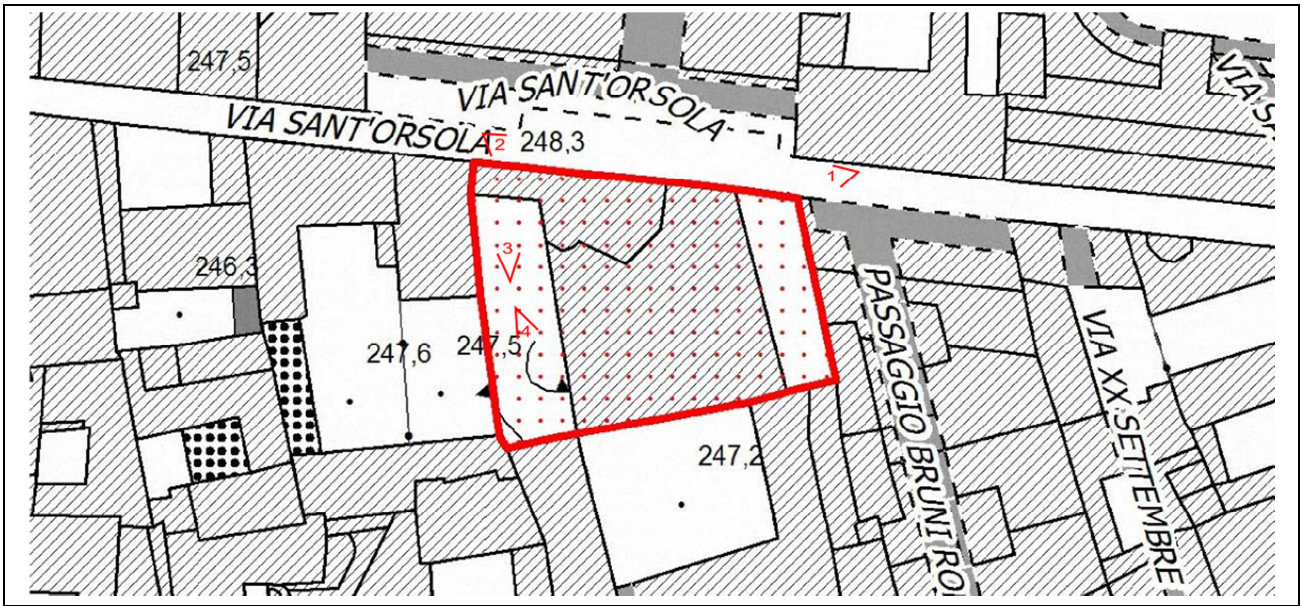 247,5
VIA SANT'ORSOLA
VIA SANT'ORSOLA
2
248,3
1
246,3
3
4
247,6
247,5
247,2
PASSAGGIO BRUNI RO
VIA XX SETTEMBRE
VIA S